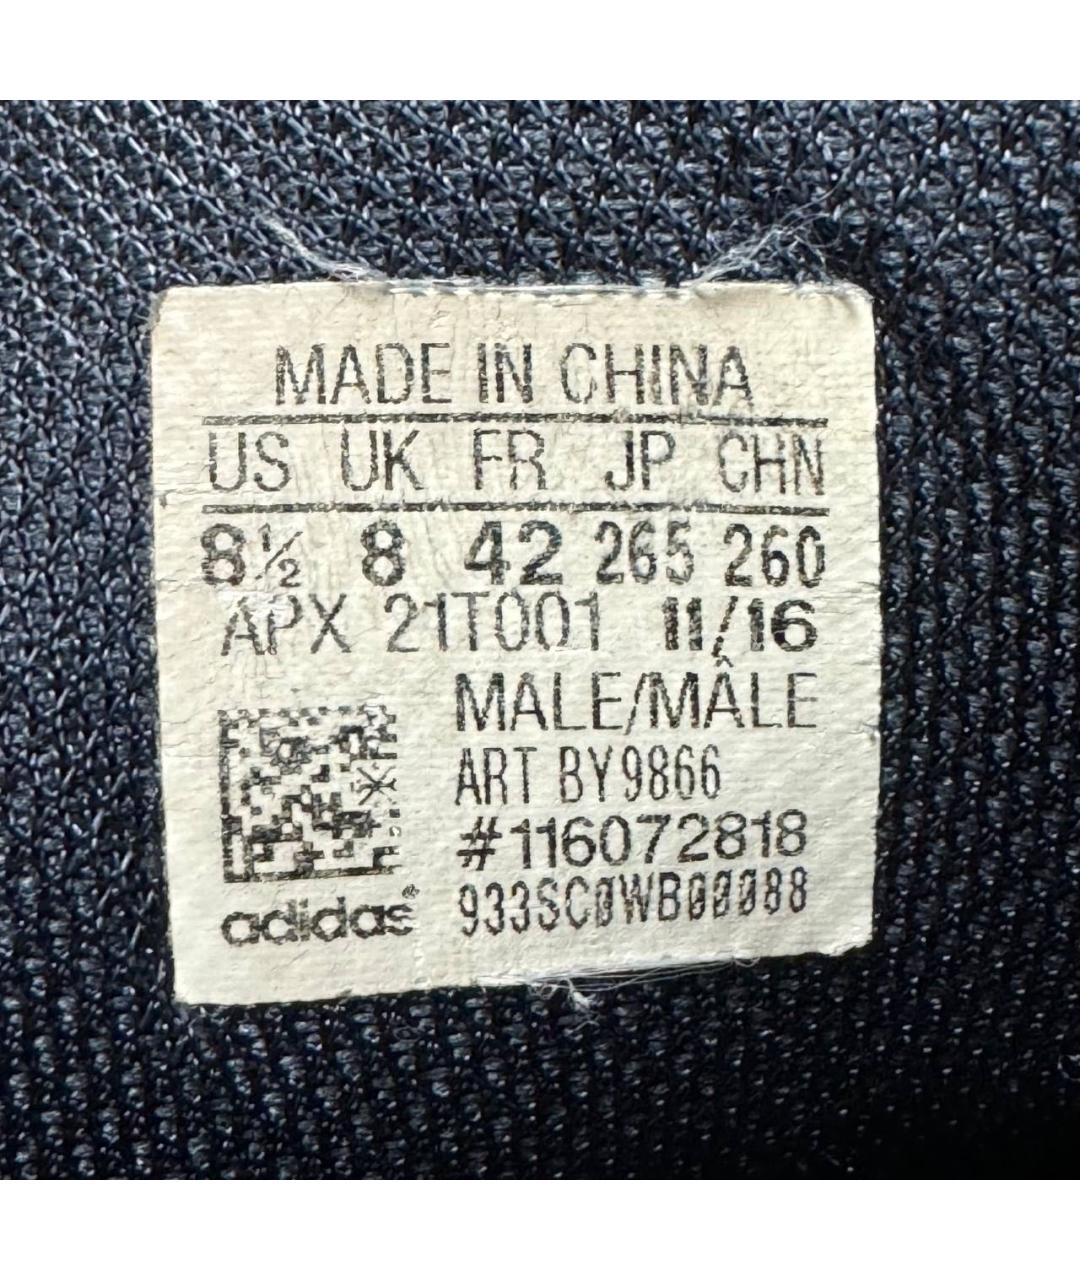 MADE IN CHINA
US UK FR JP CHN
8½ 8 42 265 260
APX 21T001 11/16
MALE/MÂLE
ART BY9866
#116072818
933SC0WB00088
adidas®